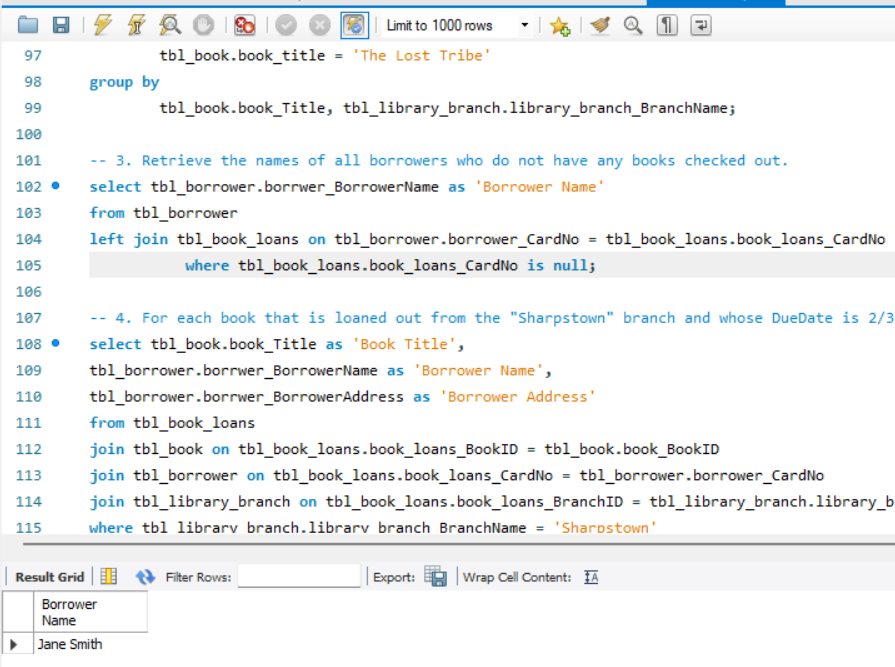 Limit to 1000 rows
97 tbl_book.book_title = 'The Lost Tribe'
98 group by
99 tbl_book.book_Title, tbl_library_branch.library_branch_BranchName;
100
101 -- 3. Retrieve the names of all borrowers who do not have any books checked out.
102 select tbl_borrower.borrwer_BorrowerName as 'Borrower Name'
103 from tbl_borrower
104 left join tbl_book_loans on tbl_borrower.borrower_CardNo = tbl_book_loans.book_loans_CardNo
105 where tbl_book_loans.book_loans_CardNo is null;
106
107 -- 4. For each book that is loaned out from the "Sharpstown" branch and whose DueDate is 2/3
108 select tbl_book.book_Title as 'Book Title',
109 tbl_borrower.borrwer_BorrowerName as 'Borrower Name',
110 tbl_borrower.borrwer_BorrowerAddress as 'Borrower Address'
111 from tbl_book_loans
112 join tbl_book on tbl_book_loans.book_loans_BookID = tbl_book.book_BookID
113 join tbl_borrower on tbl_book_loans.book_loans_CardNo = tbl_borrower.borrower_CardNo
114 join tbl_library_branch on tbl_book_loans.book_loans_BranchID = tbl_library_branch.library_b
115 where tbl_library_branch.library_branch_BranchName = 'Sharpstown'
Result Grid Filter Rows: Export: Wrap Cell Content:
Borrower
Name
Jane Smith